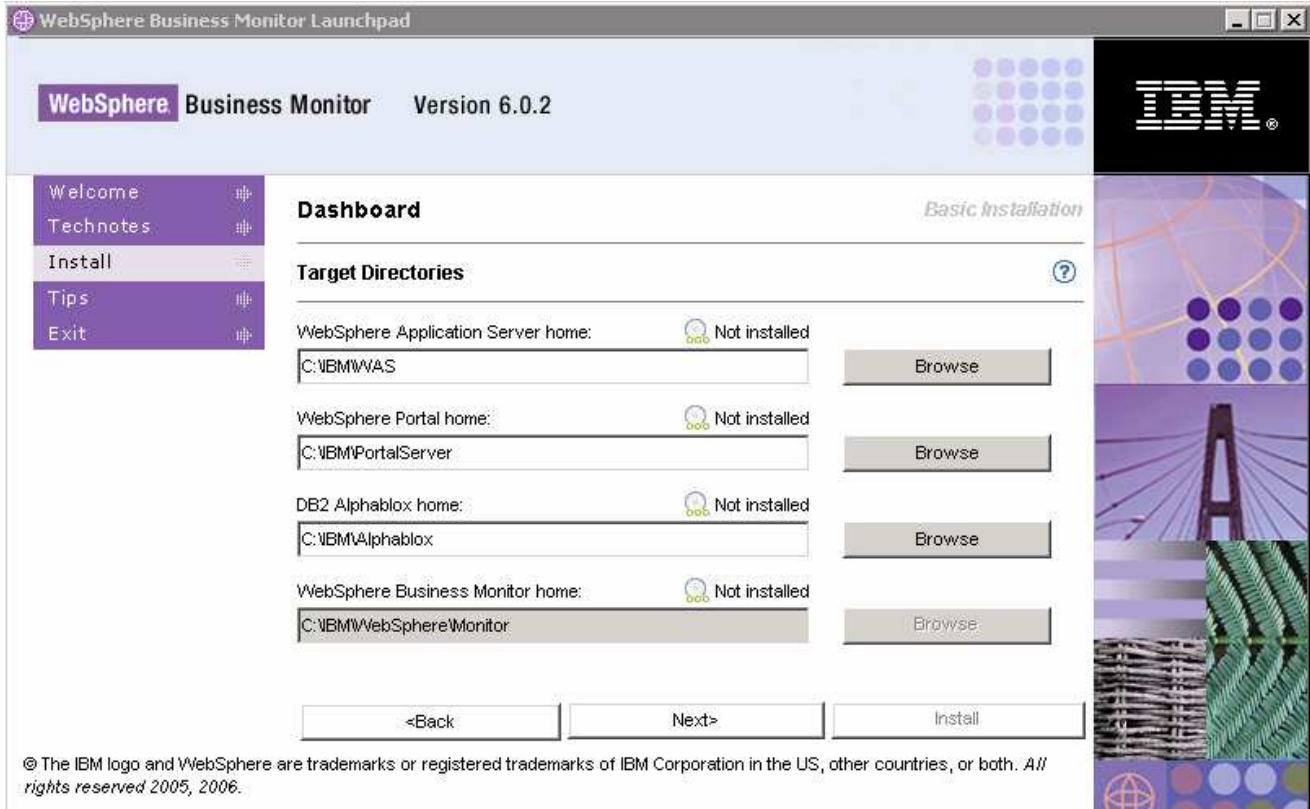 WebSphere Business Monitor Launchpad
WebSphere Business Monitor Version 6.0.2
IBM®
Welcome
Technotes
Install
Tips
Exit
Dashboard Basic Installation
Target Directories ?
WebSphere Application Server home: Not installed
C:\IBM\WAS Browse
WebSphere Portal home: Not installed
C:\IBM\PortalServer Browse
DB2 Alphablox home: Not installed
C:\IBM\Alphablox Browse
WebSphere Business Monitor home: Not installed
C:\IBM\WebSphere\Monitor Browse
<Back Next> Install
© The IBM logo and WebSphere are trademarks or registered trademarks of IBM Corporation in the US, other countries, or both. All
rights reserved 2005, 2006.